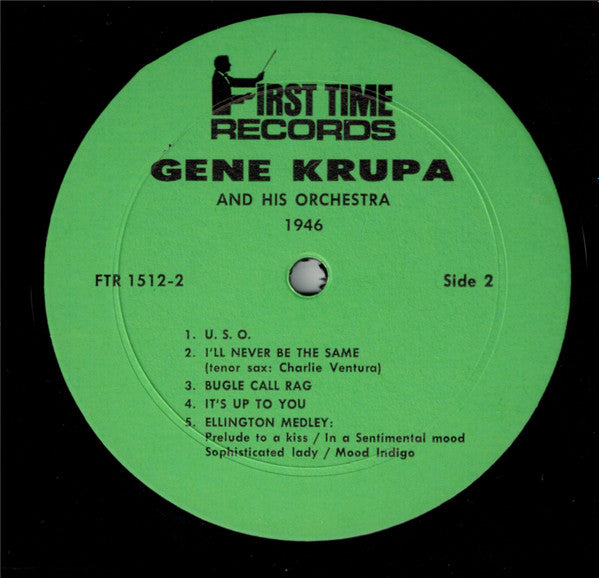 FIRST TIME
RECORDS
GENE KRUPA
AND HIS ORCHESTRA
1946
FTR 1512-2 Side 2
1. U. S. O.
2. I'LL NEVER BE THE SAME
(tenor sax: Charlie Ventura)
3. BUGLE CALL RAG
4. IT'S UP TO YOU
5. ELLINGTON MEDLEY:
Prelude to a kiss / In a Sentimental mood
Sophisticated lady / Mood Indigo